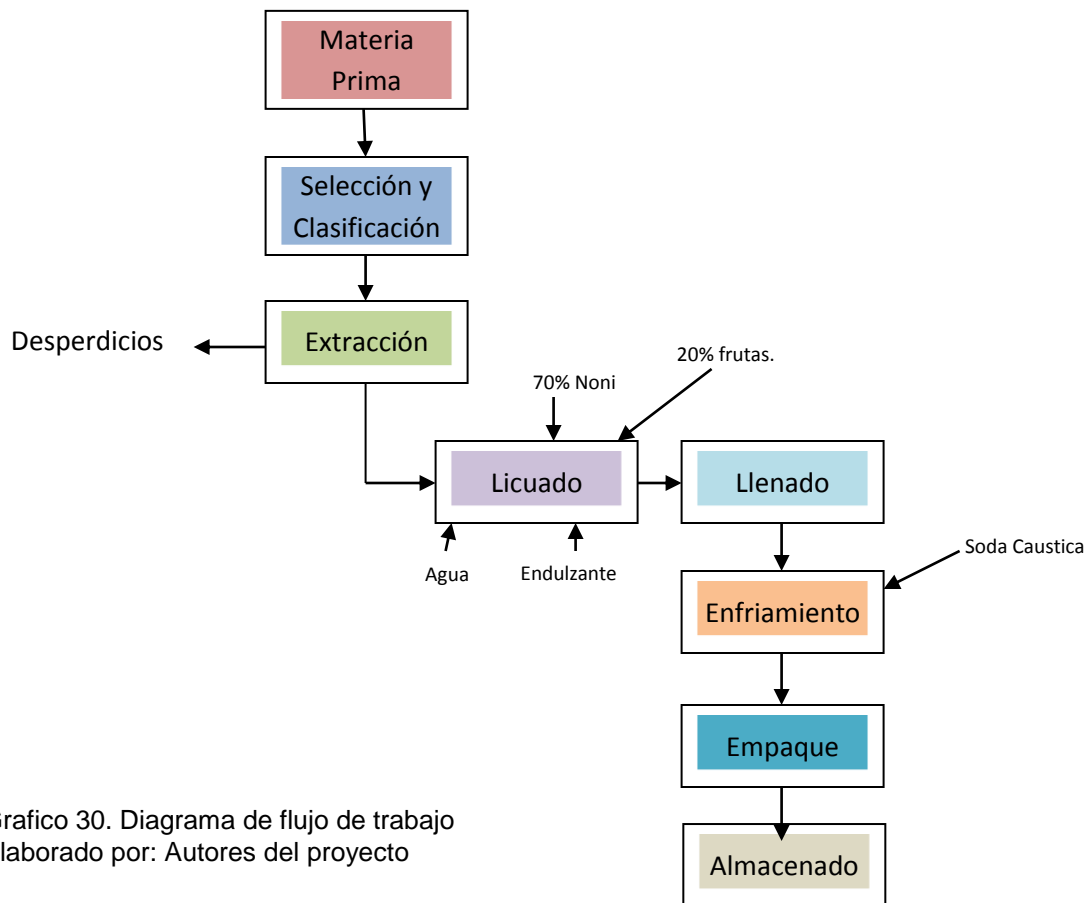 Materia
Prima
Selección y
Clasificación
Desperdicios
Extracción
20% frutas.
70% Noni
Licuado
Llenado
Agua
Endulzante
Soda Caustica
Enfriamiento
Empaque
rafico 30. Diagrama de flujo de trabajo
laborado por: Autores del proyecto
Almacenado